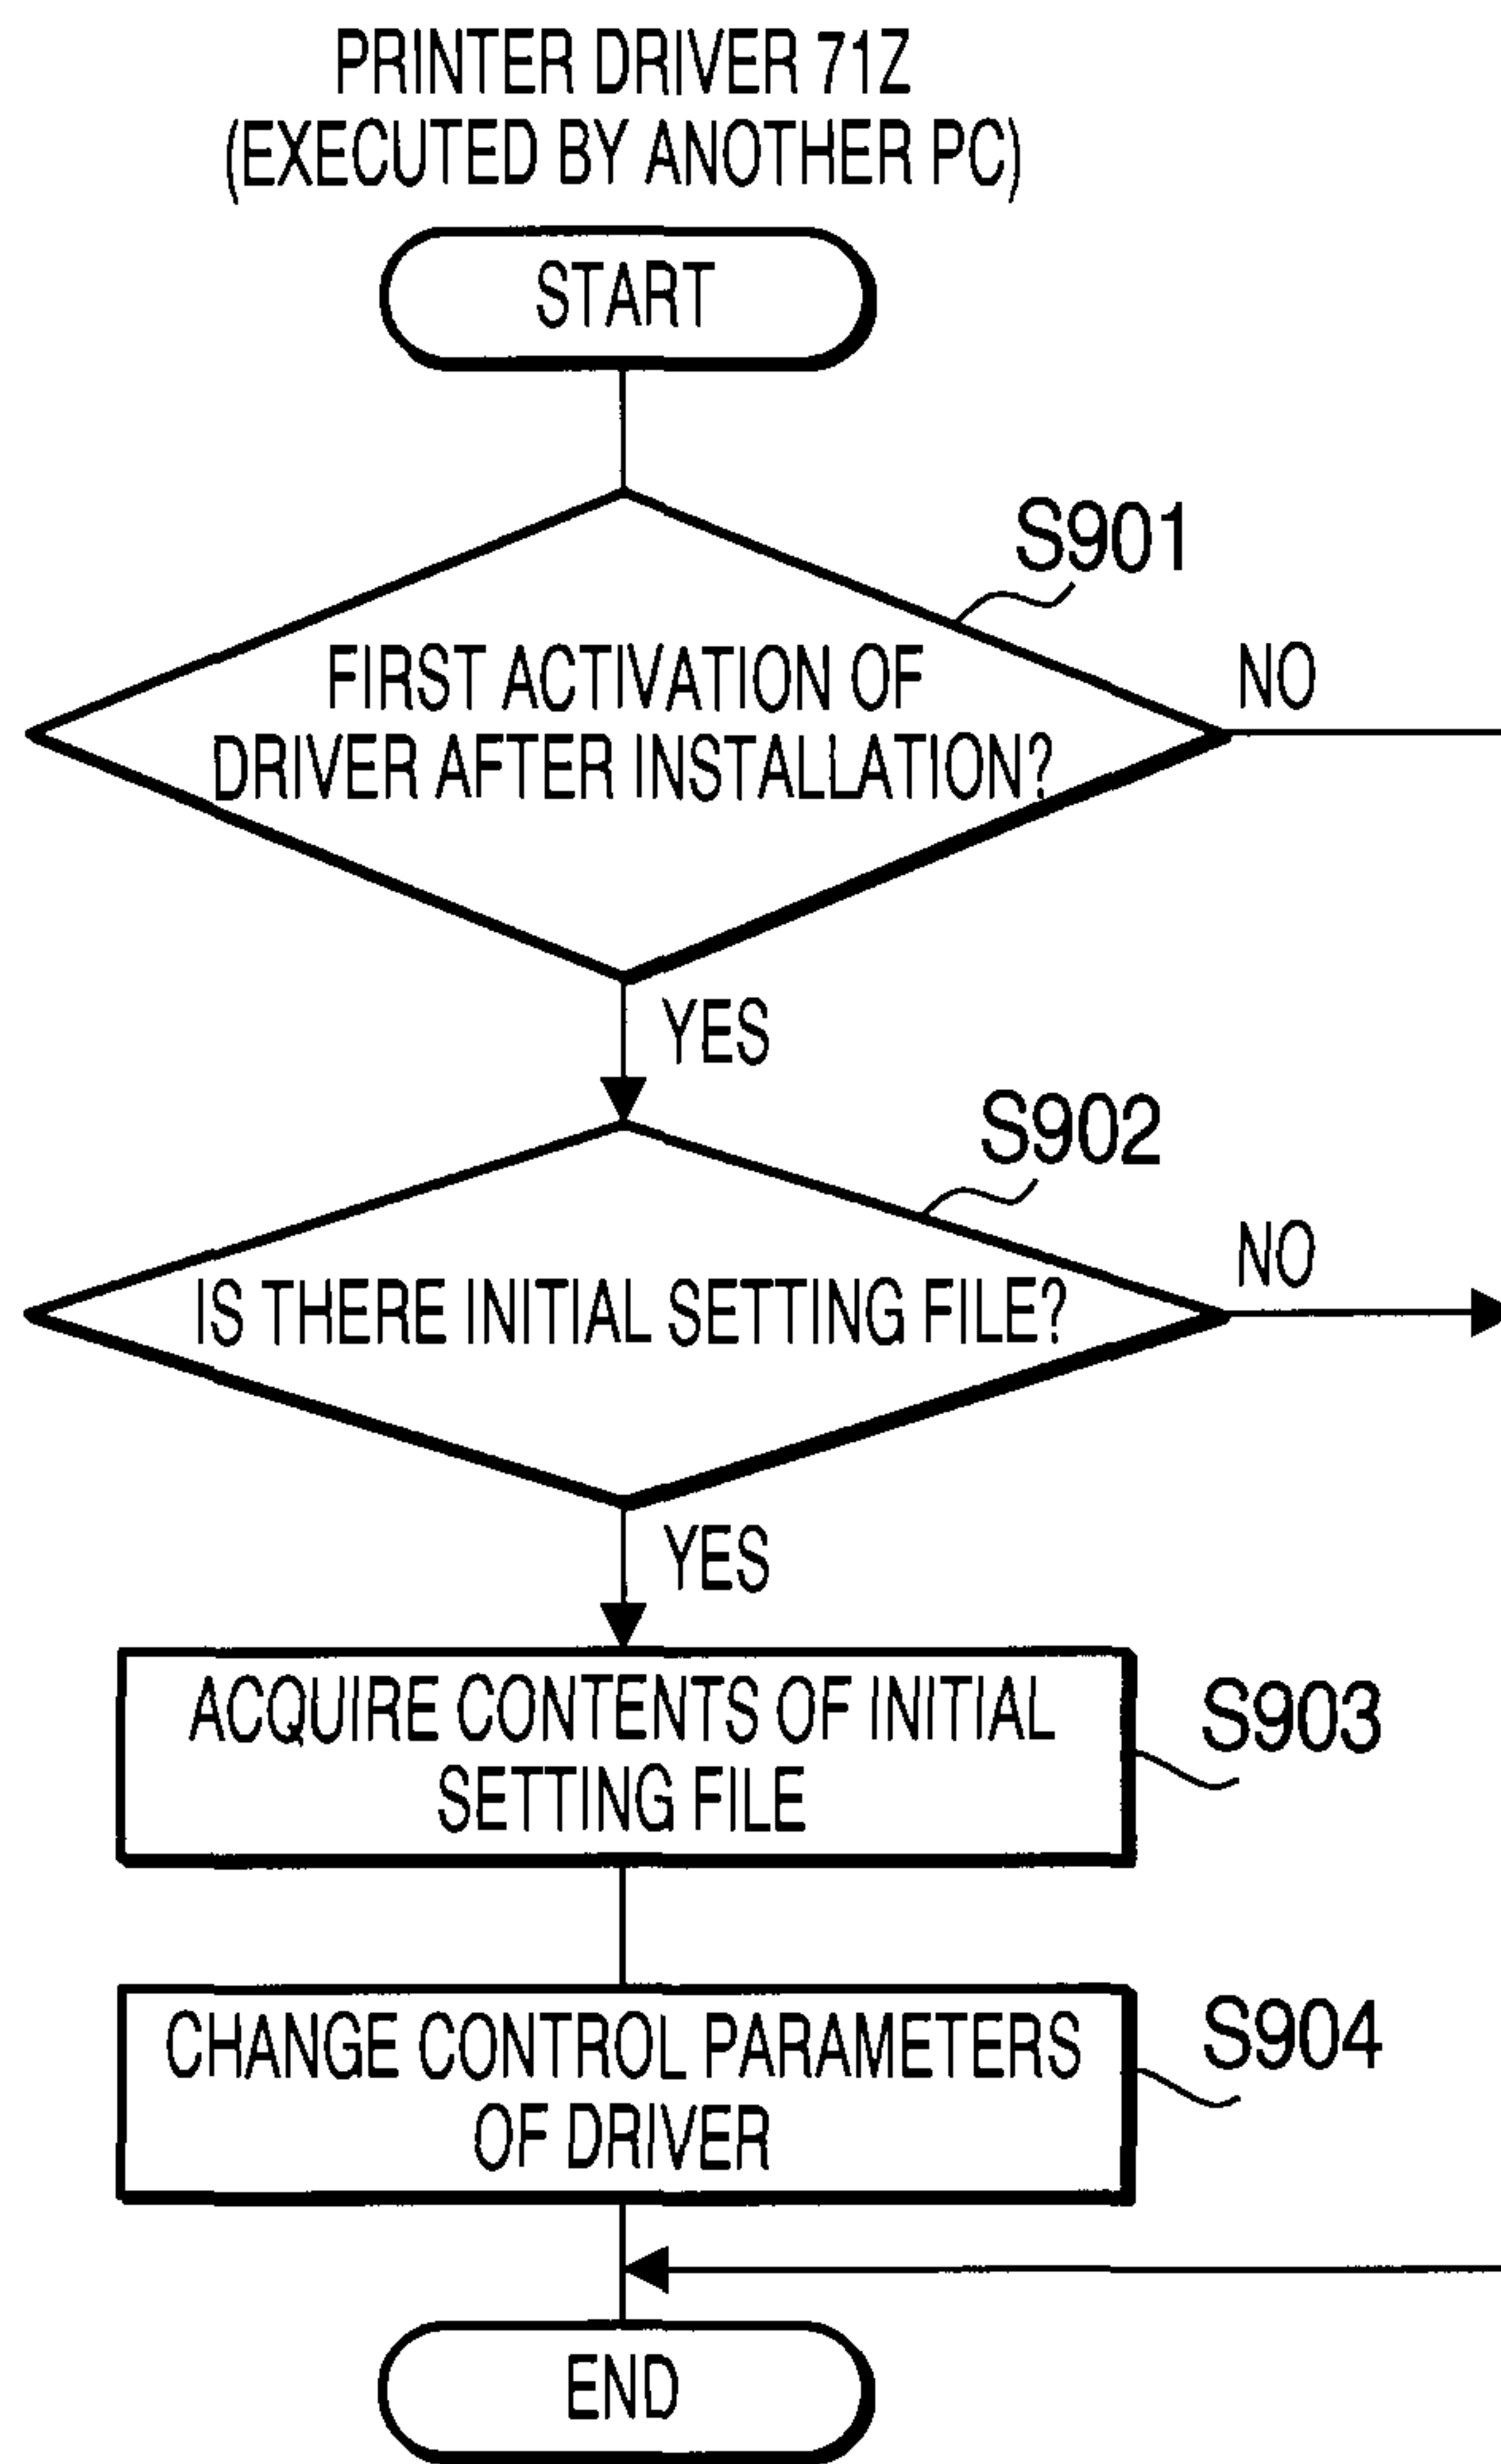 PRINTER DRIVER 71Z
(EXECUTED BY ANOTHER PC)
START
S901
FIRST ACTIVATION OF
DRIVER AFTER INSTALLATION?
NO
YES
S902
IS THERE INITIAL SETTING FILE?
NO
YES
ACQUIRE CONTENTS OF INITIAL
SETTING FILE
S903
CHANGE CONTROL PARAMETERS
OF DRIVER
S904
END